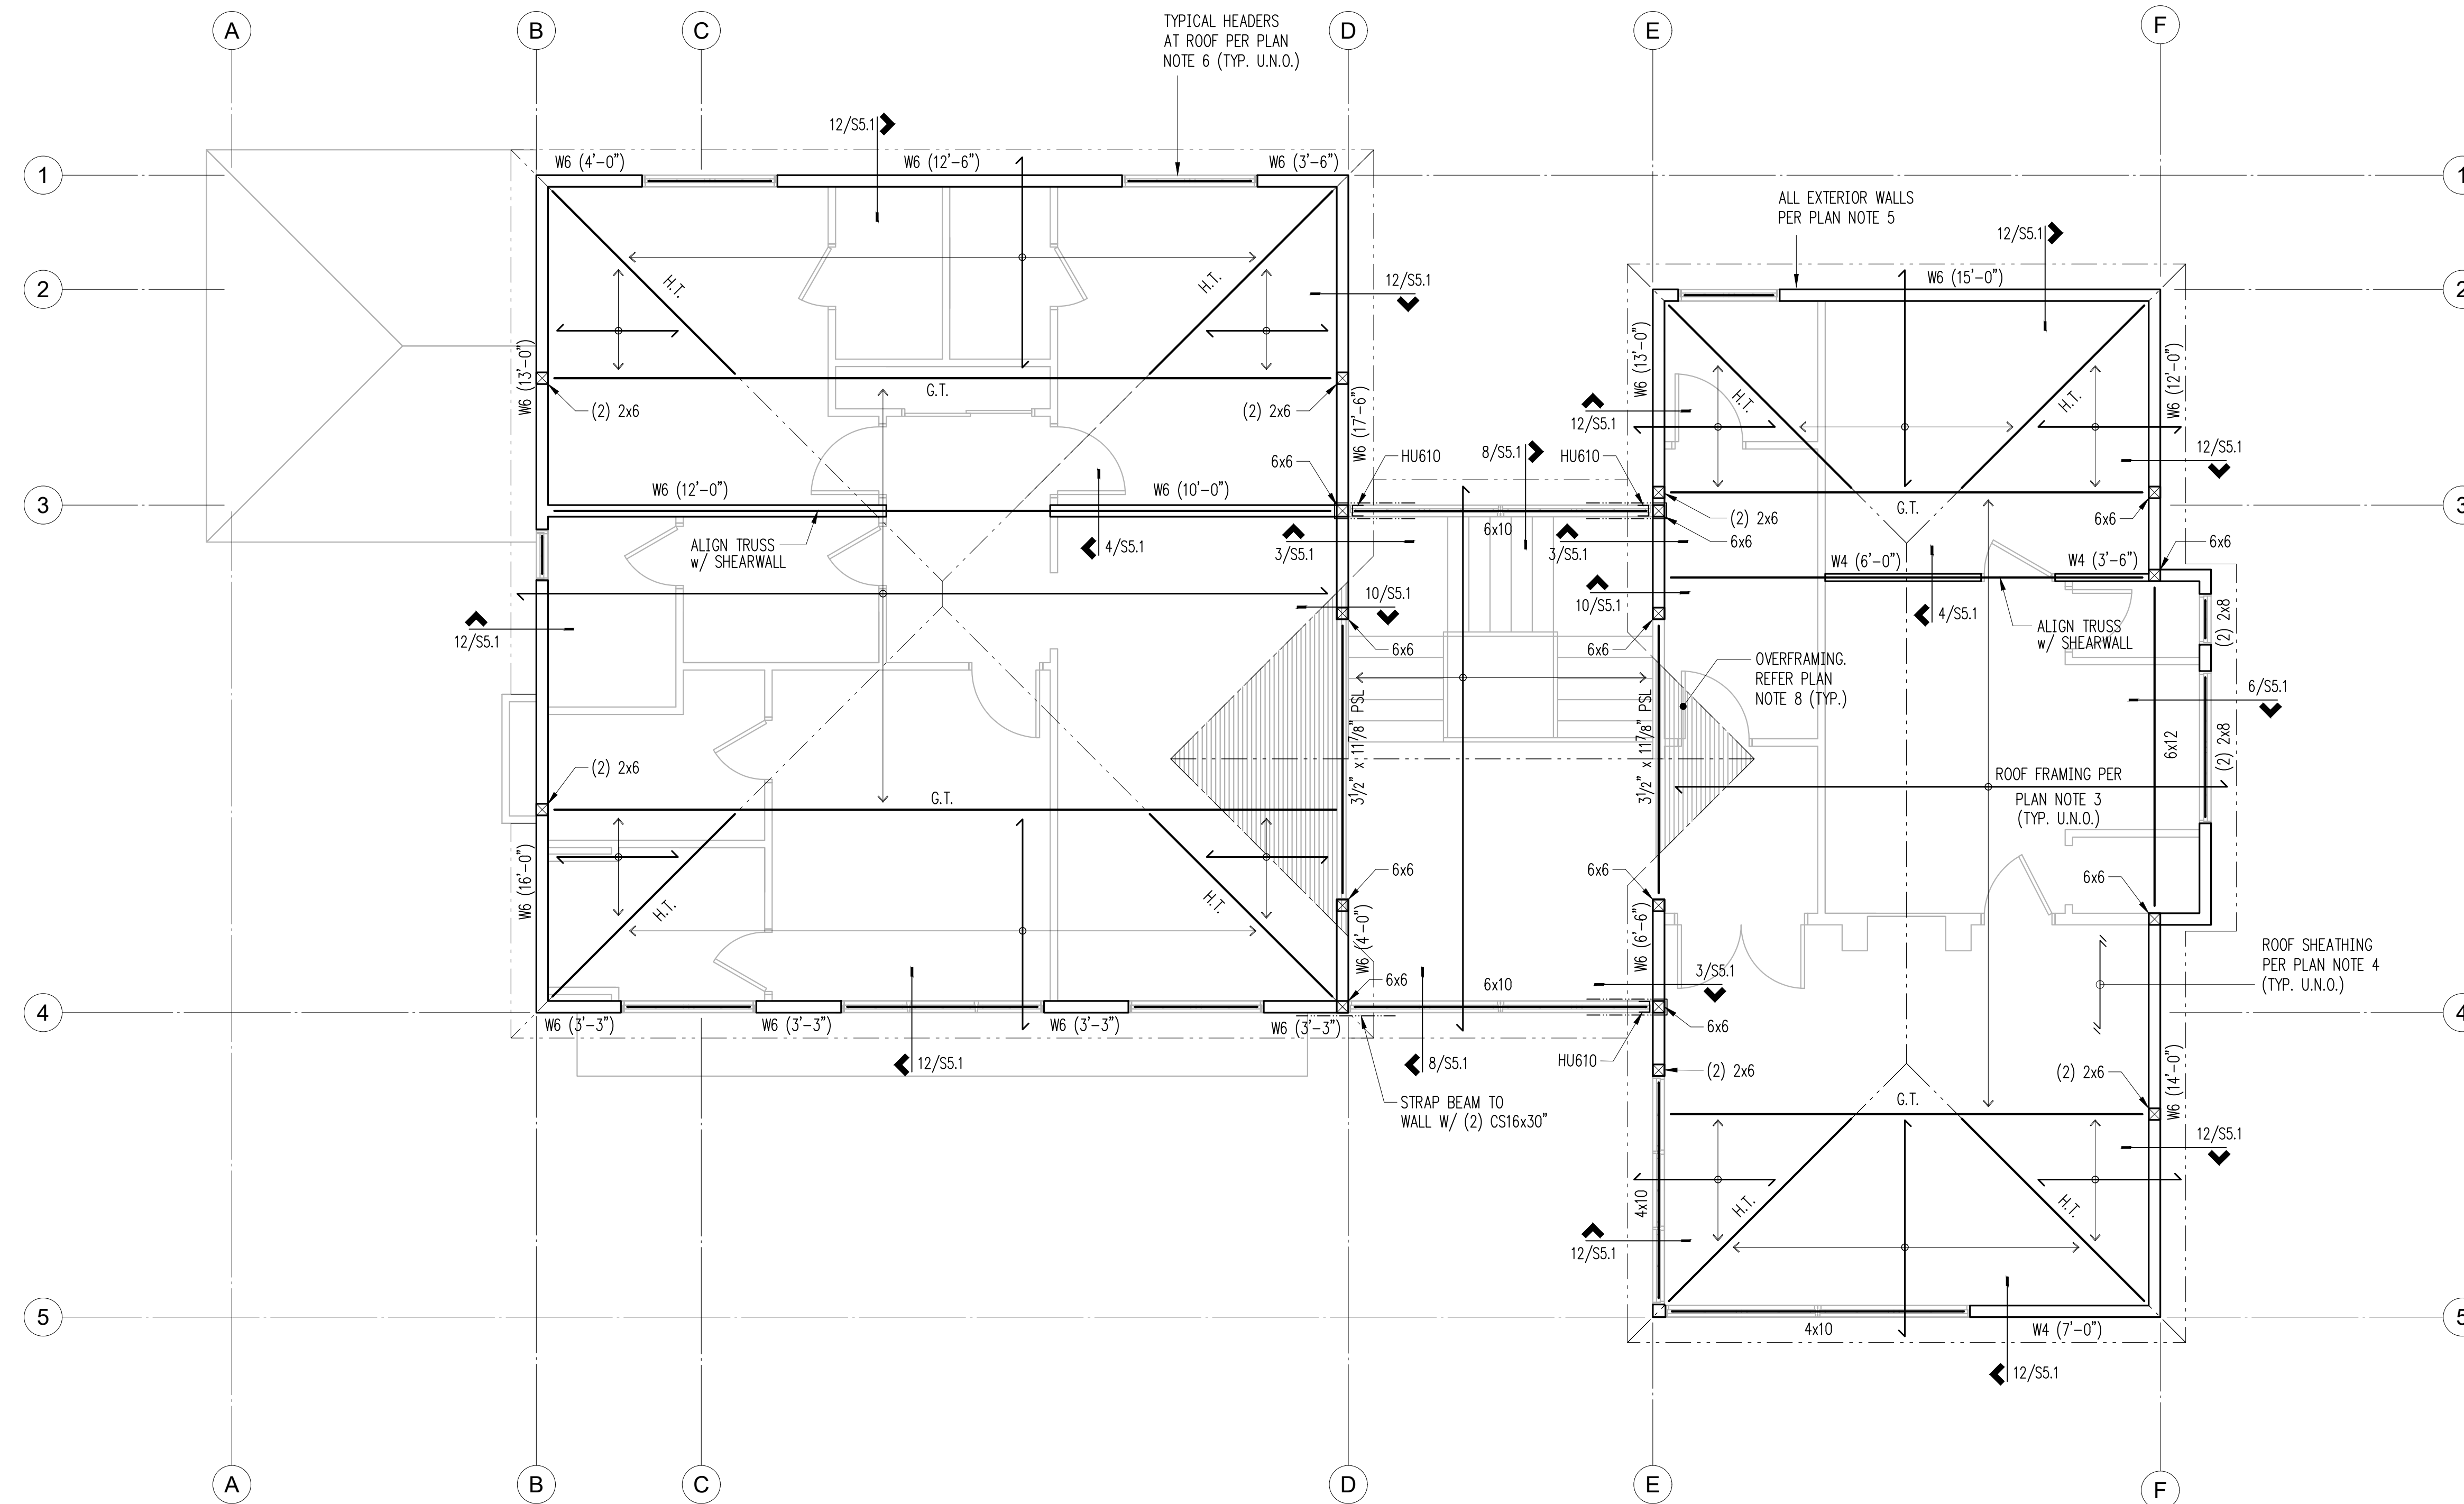 A
B
C
D
E
F
TYPICAL HEADERS
AT ROOF PER PLAN
NOTE 6 (TYP. U.N.O.)
12/S5.1
1
W6 (4'-0")
W6 (12'-6")
W6 (3'-6")
1
ALL EXTERIOR WALLS
PER PLAN NOTE 5
12/S5.1
2
H.T.
H.T.
12/S5.1
W6 (15'-0")
2
W6 (13'-0")
G.T.
(2) 2x6
(2) 2x6
W6 (17'-6")
W6 (13'-0")
H.T.
H.T.
W6 (12'-0")
12/S5.1
12/S5.1
6x6
HU610
8/S5.1
HU610
3
W6 (12'-0")
W6 (10'-0")
G.T.
(2) 2x6
6x6
3
6x10
6x6
6x6
ALIGN TRUSS
w/ SHEARWALL
4/S5.1
3/S5.1
3/S5.1
W4 (6'-0")
W4 (3'-6")
10/S5.1
10/S5.1
4/S5.1
ALIGN TRUSS
w/ SHEARWALL
(2) 2x8
12/S5.1
6x6
6x6
OVERFRAMING.
REFER PLAN
NOTE 8 (TYP.)
6/S5.1
3½" x 11⅞" PSL
3½" x 11⅞" PSL
6x12
(2) 2x8
(2) 2x6
G.T.
ROOF FRAMING PER
PLAN NOTE 3
(TYP. U.N.O.)
W6 (16'-0")
H.T.
H.T.
6x6
6x6
6x6
W6 (4'-0")
W6 (6'-6")
ROOF SHEATHING
PER PLAN NOTE 4
(TYP. U.N.O.)
6x6
6x10
3/S5.1
4
W6 (3'-3")
W6 (3'-3")
W6 (3'-3")
W6 (3'-3")
6x6
4
12/S5.1
8/S5.1
HU610
(2) 2x6
(2) 2x6
W6 (14'-0")
STRAP BEAM TO
WALL W/ (2) CS16x30"
G.T.
12/S5.1
4x10
H.T.
H.T.
12/S5.1
5
4x10
W4 (7'-0")
5
12/S5.1
A
B
C
D
E
F